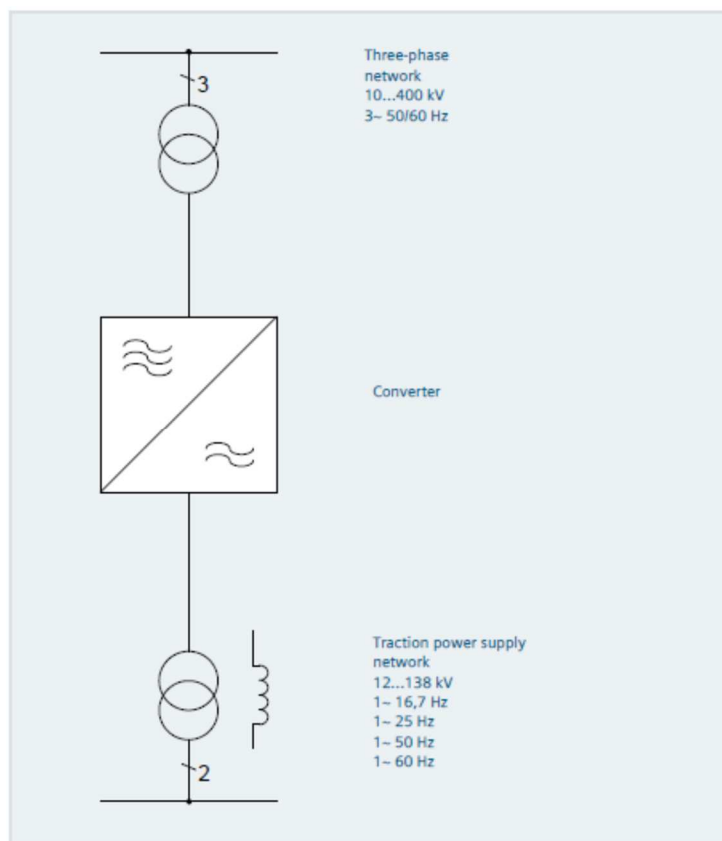 Three-phase
network
10...400 kV
3~ 50/60 Hz
3
Converter
Traction power supply
network
12...138 kV
1~ 16,7 Hz
1~ 25 Hz
1~ 50 Hz
1~ 60 Hz
2